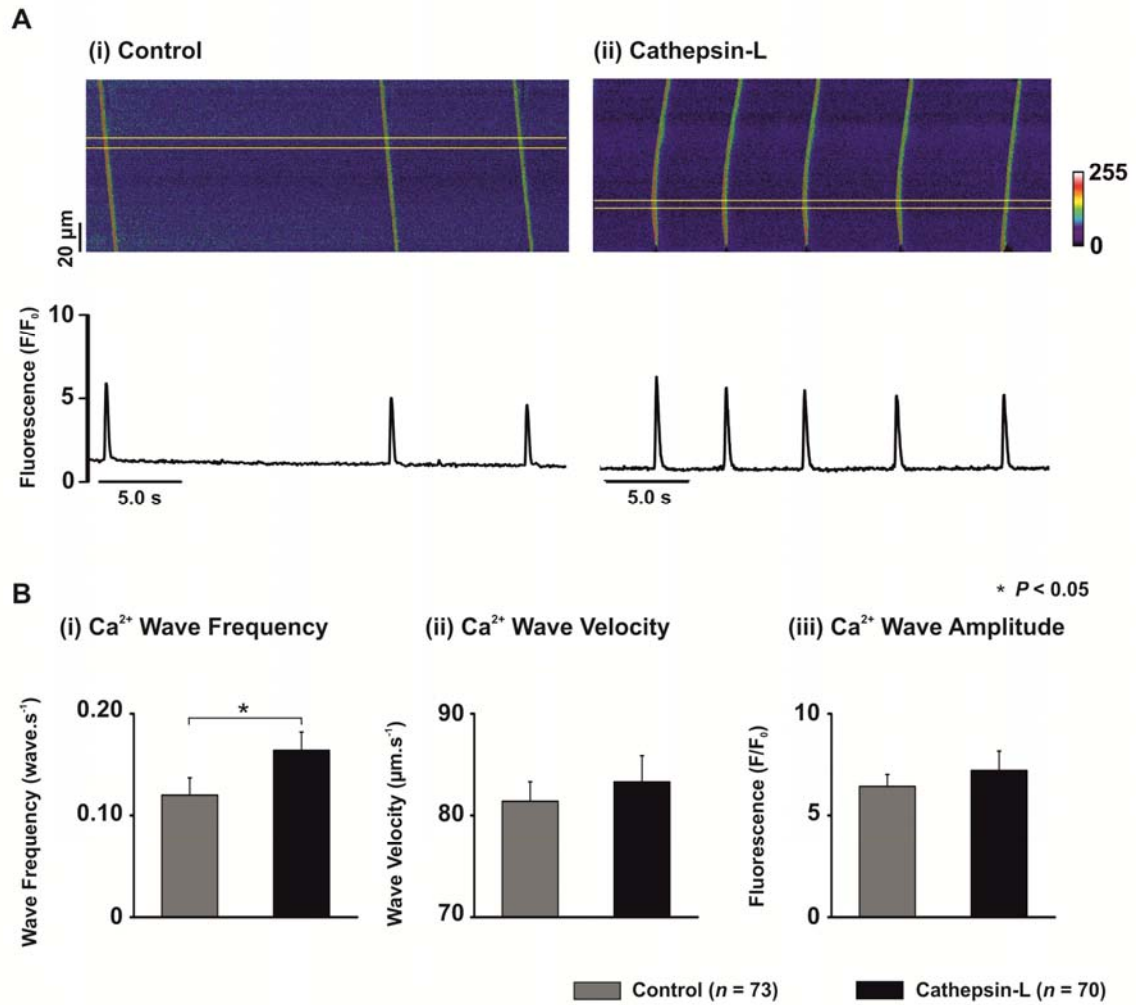 A
(i) Control
(ii) Cathepsin-L
20 µm
255
0
Fluorescence (F/F₀)
10
5
0
5.0 s
5.0 s
B
* P < 0.05
(i) Ca²⁺ Wave Frequency
(ii) Ca²⁺ Wave Velocity
(iii) Ca²⁺ Wave Amplitude
Wave Frequency (wave.s⁻¹)
0.20
0.10
0
*
Wave Velocity (µm.s⁻¹)
90
80
70
Fluorescence (F/F₀)
10
5
0
Control (n = 73)
Cathepsin-L (n = 70)